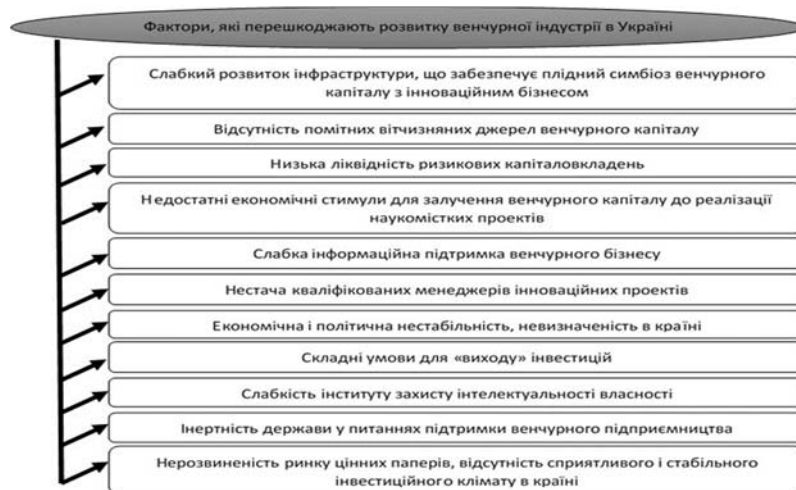 Фактори, які перешкоджають розвитку венчурної індустрії в Україні
Слабкий розвиток інфраструктури, що забезпечує плідний симбіоз венчурного
капіталу з інноваційним бізнесом
Відсутність помітних вітчизняних джерел венчурного капіталу
Низька ліквідність ризикових капіталовкладень
Недостатні економічні стимули для залучення венчурного капіталу до реалізації
наукомістких проектів
Слабка інформаційна підтримка венчурного бізнесу
Нестача кваліфікованих менеджерів інноваційних проектів
Економічна і політична нестабільність, невизначеність в країні
Складні умови для «виходу» інвестицій
Слабкість інституту захисту інтелектуальності власності
Інертність держави у питаннях підтримки венчурного підприємництва
Нерозвиненість ринку цінних паперів, відсутність сприятливого і стабільного
інвестиційного клімату в країні